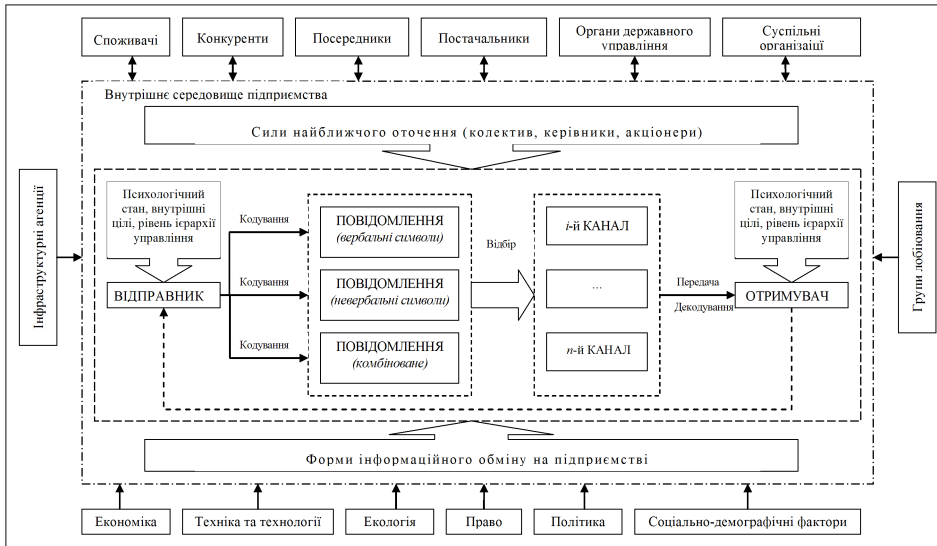 Споживачі
Конкуренти
Посередники
Постачальники
Органи державного
управління
Суспільні
організації
Внутрішнє середовище підприємства
Сили найближчого оточення (колектив, керівники, акціонери)
Інфраструктурні агенції
Психологічний
стан, внутрішні
цілі, рівень ієрархії
управління
ВІДПРАВНИК
Кодування
Кодування
Кодування
ПОВІДОМЛЕННЯ
(вербальні символи)
ПОВІДОМЛЕННЯ
(невербальні символи)
ПОВІДОМЛЕННЯ
(комбіноване)
Відбір
i-й КАНАЛ
...
n-й КАНАЛ
Передача
Декодування
Психологічний
стан, внутрішні
цілі, рівень ієрархії
управління
ОТРИМУВАЧ
Групи лобіювання
Форми інформаційного обміну на підприємстві
Економіка
Техніка та технології
Екологія
Право
Політика
Соціально-демографічні фактори